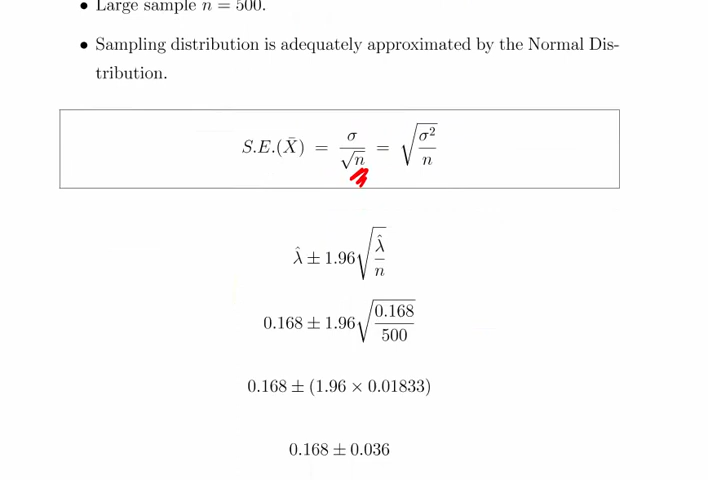 • Large sample n = 500.
• Sampling distribution is adequately approximated by the Normal Dis-
tribution.
S.E.(X̄) = σ/√n = √(σ²/n)
λ̂ ± 1.96√(λ̂/n)
0.168 ± 1.96√(0.168/500)
0.168 ± (1.96 × 0.01833)
0.168 ± 0.036